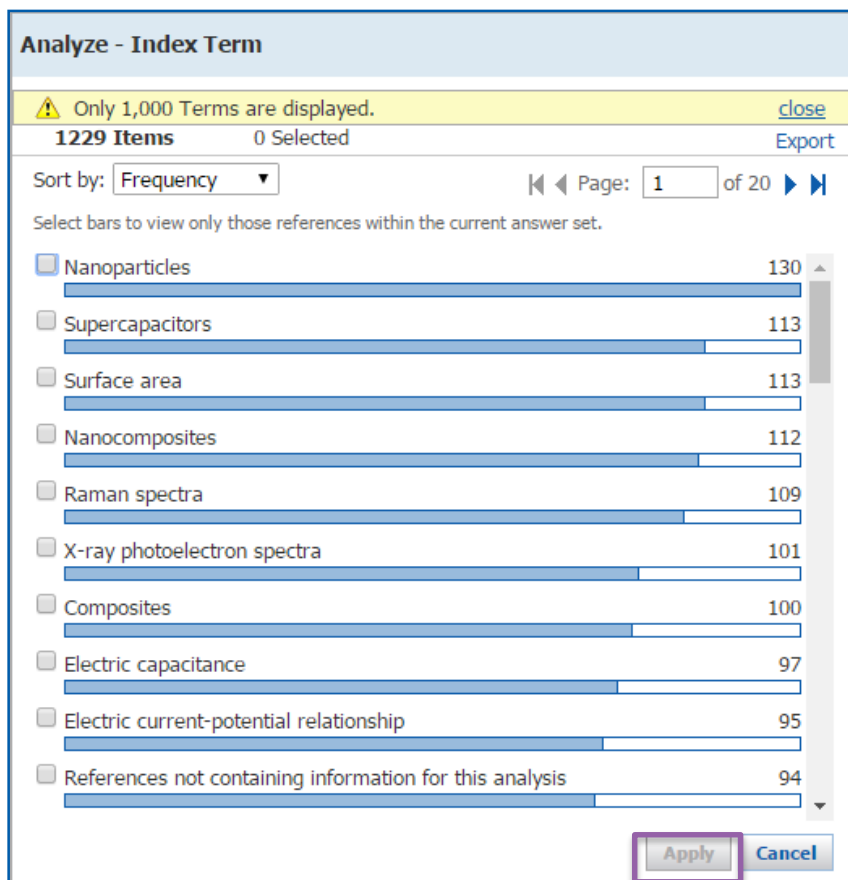 Analyze - Index Term
Only 1,000 Terms are displayed. close
1229 Items 0 Selected Export
Sort by: Frequency Page: 1 of 20
Select bars to view only those references within the current answer set.
Nanoparticles 130
Supercapacitors 113
Surface area 113
Nanocomposites 112
Raman spectra 109
X-ray photoelectron spectra 101
Composites 100
Electric capacitance 97
Electric current-potential relationship 95
References not containing information for this analysis 94
Apply Cancel